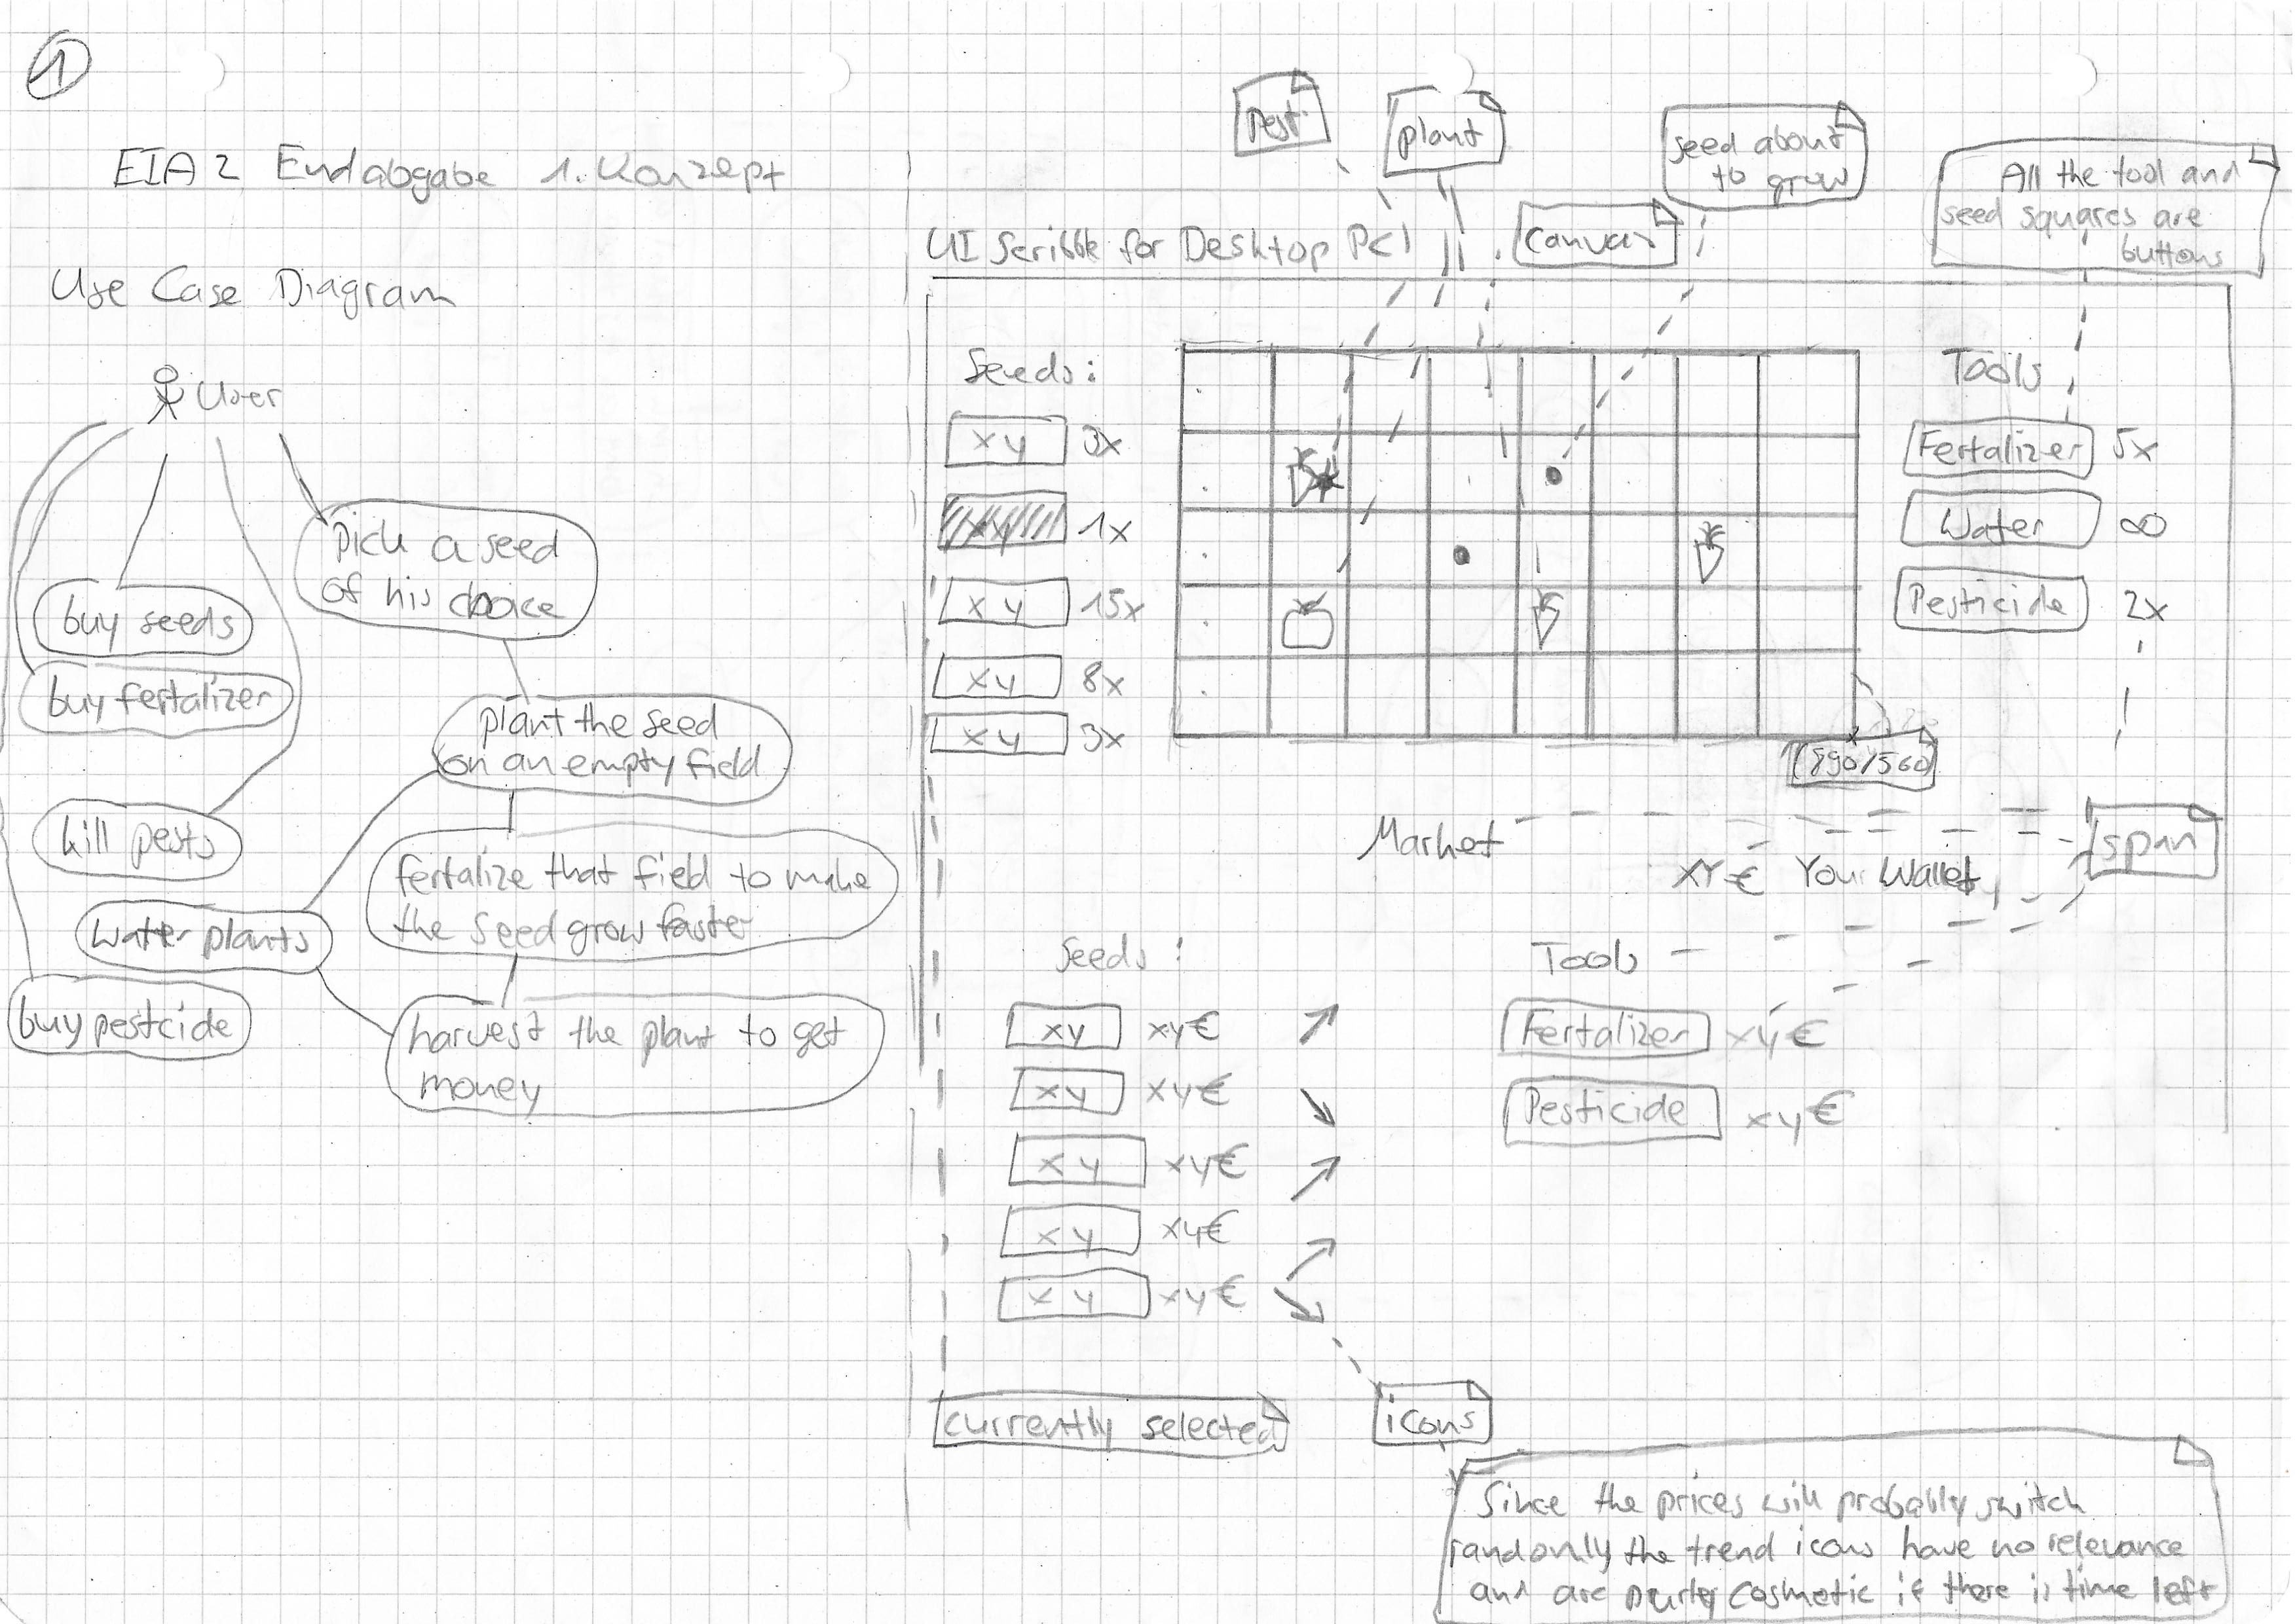 1
EIA2 Endabgabe 1. Konzept
Use Case Diagram
User
Pick a seed
of his choice
buy seeds
buy fertalizer
plant the seed
on an empty field
kill pests
fertalize that field to make
the seed grow faster
water plants
buy pesticide
harvest the plant to get
money
Pest
plant
seed about
to grow
All the tool and
seed squares are
buttons
UI Scribble for Desktop PC
Canvas
Seeds:
xy 3x
xy 1x
xy 15x
xy 8x
xy 3x
Tools
Fertalizer 5x
Water ∞
Pesticide 2x
(890/560)
Market
XY€ Your Wallet
span
Seeds:
xy xy€
xy xy€
xy xy€
xy xy€
xy xy€
Tools
Fertalizer xy€
Pesticide xy€
currently selected
icons
Since the prices will probably switch
randomly the trend icons have no relevance
and are purley cosmetic if there is time left